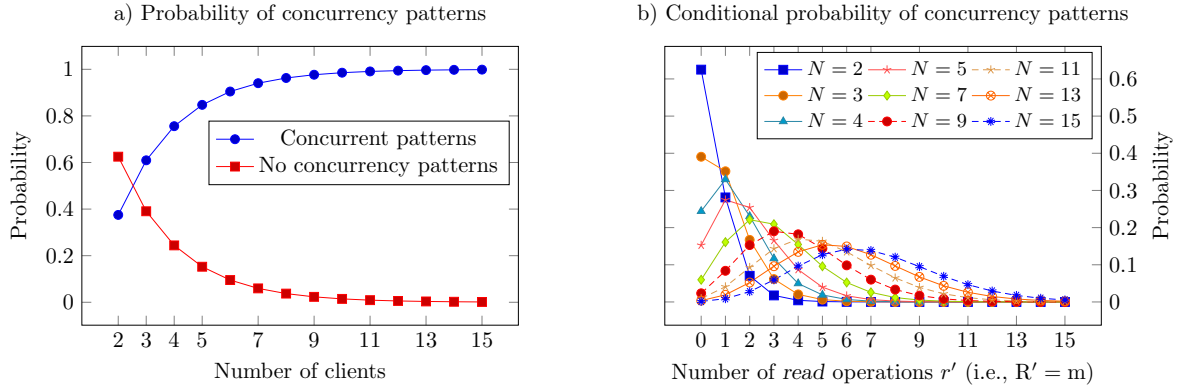 a) Probability of concurrency patterns
1
0.8
0.6
0.4
0.2
0
Probability
Concurrent patterns
No concurrency patterns
2 3 4 5 7 9 11 13 15
Number of clients
b) Conditional probability of concurrency patterns
N = 2 N = 5 N = 11
N = 3 N = 7 N = 13
N = 4 N = 9 N = 15
0.6
0.5
0.4
0.3
0.2
0.1
0
Probability
0 1 2 3 4 5 6 7 9 11 13 15
Number of read operations r′ (i.e., R′ = m)